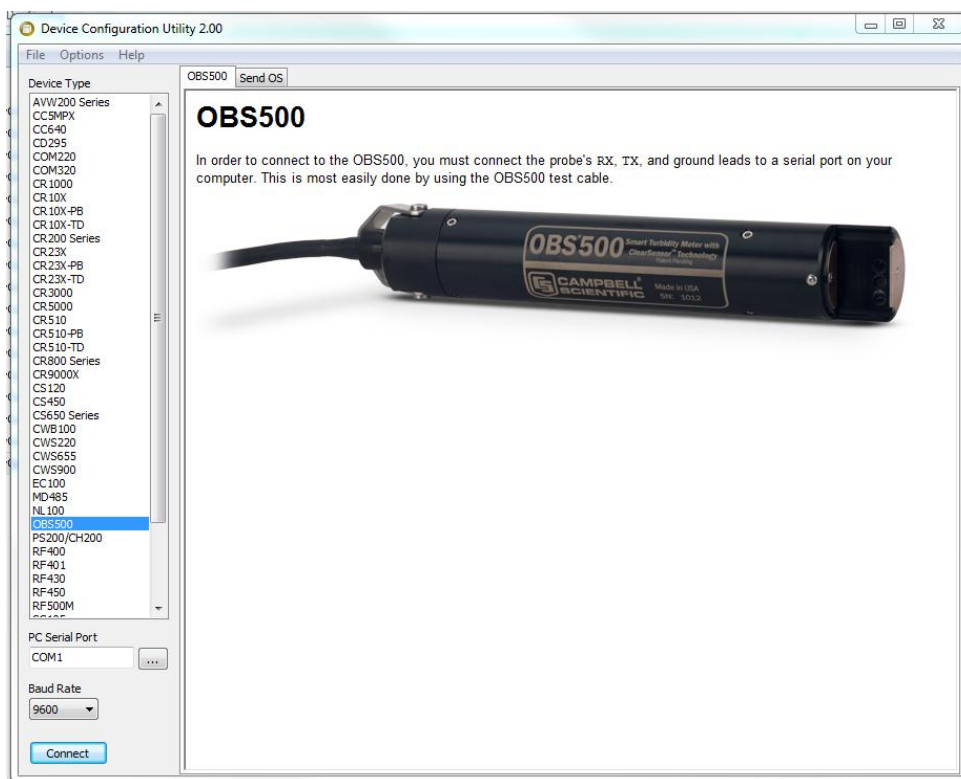 Device Configuration Utility 2.00
File Options Help
Device Type
AVW200 Series
CC5MPX
CC640
CD295
COM220
COM320
CR1000
CR10X
CR10X-PB
CR10X-TD
CR200 Series
CR23X
CR23X-PB
CR23X-TD
CR3000
CR5000
CR510
CR510-PB
CR510-TD
CR800 Series
CR9000X
CS120
CS450
CS650 Series
CWB100
CWS220
CWS655
CWS900
EC100
MD485
NL100
OBS500
PS200/CH200
RF400
RF401
RF430
RF450
RF500M
PC Serial Port
COM1
...
Baud Rate
9600
Connect
OBS500 Send OS
OBS500
In order to connect to the OBS500, you must connect the probe's RX, TX, and ground leads to a serial port on your
computer. This is most easily done by using the OBS500 test cable.
OBS500
Smart Turbidity Meter with
ClearSensor™ Technology
Patent Pending
CAMPBELL
SCIENTIFIC
Made in USA
SN: 1012